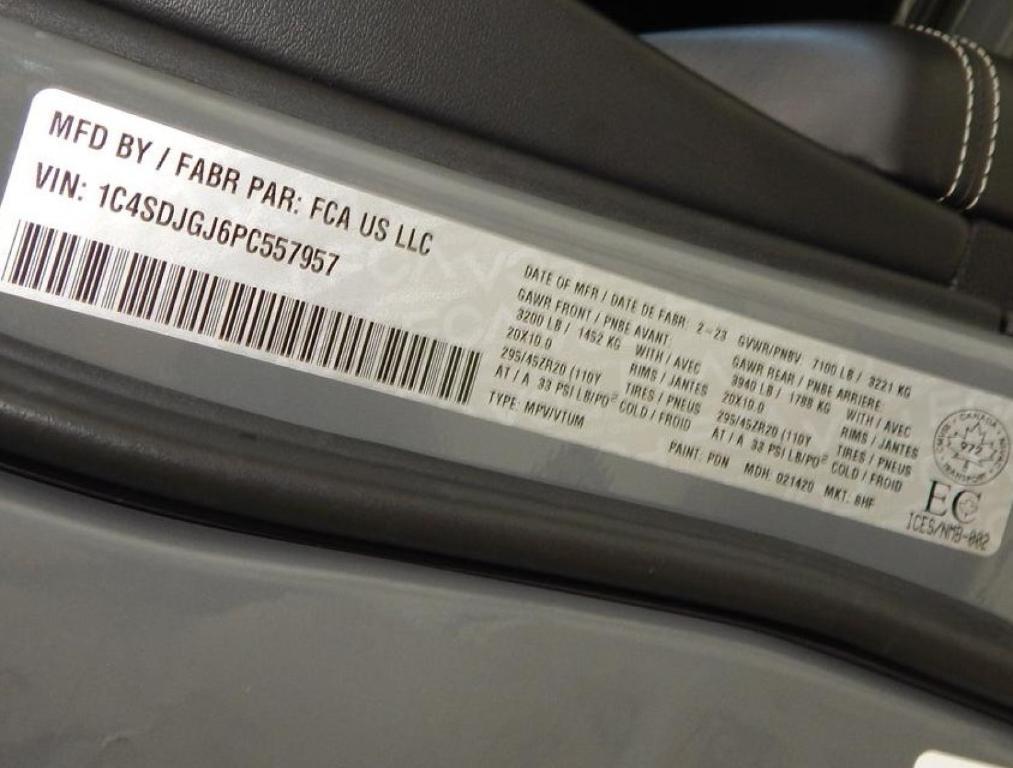 MFD BY / FABR PAR: FCA US LLC
VIN: 1C4SDJGJ6PC557957
DATE OF MFR / DATE DE FABR: 2-23 GVWR/PNBV: 7100 LB / 3221 KG
GAWR FRONT / PNBE AVANT: GAWR REAR / PNBE ARRIERE:
3200 LB / 1452 KG WITH / AVEC 3940 LB / 1788 KG WITH / AVEC
20X10.0 RIMS / JANTES 20X10.0 RIMS / JANTES
295/45ZR20 (110Y TIRES / PNEUS 295/45ZR20 (110Y TIRES / PNEUS
AT / A 33 PSI LB/PO² COLD / FROID AT / A 33 PSI LB/PO² COLD / FROID
TYPE: MPV/VTUM PAINT: PDN MDH: 021420 MKT: BHF
CANADA
TRANSPORT
972
EC
ICES/NMB-002